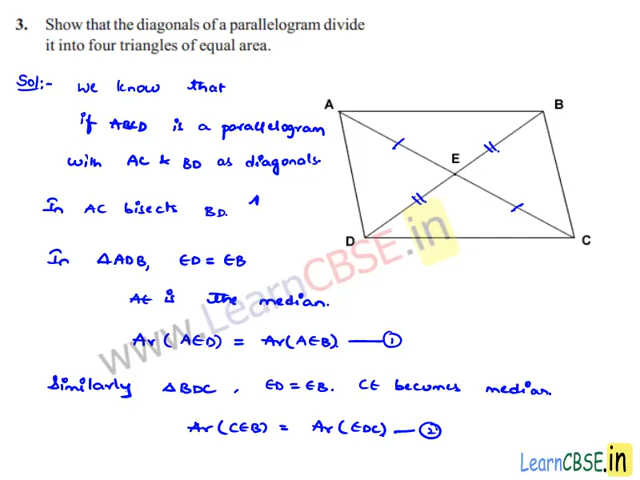 3. Show that the diagonals of a parallelogram divide
it into four triangles of equal area.
Sol:- We know that
if ABCD is a parallelogram
with AC & BD as diagonals.
In AC bisects BD.
In ΔADB, ED = EB
AE is the median.
Ar(AED) = Ar(AEB) — ①
Similarly ΔBDC, ED = EB. CE becomes median.
Ar(CEB) = Ar(EDC) — ②
A
B
E
D
C
www.LearnCBSE.in
LearnCBSE.in